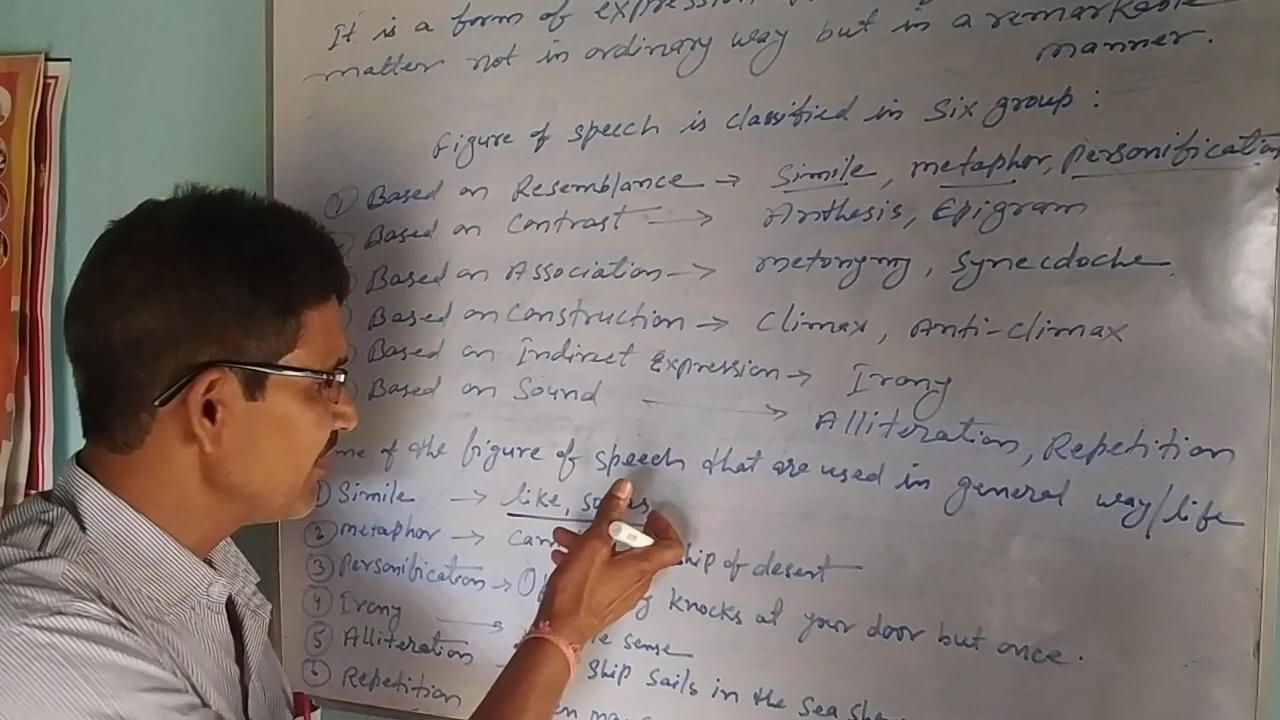 It is a form of expression
matter not in ordinary way but in a remarkable
manner.
Figure of speech is classified in Six group :
① Based on Resemblance → Simile, metaphor, Personification
Based on Contrast → Anthesis, Epigram
Based on Association → metonymy, Synecdoche
Based on Construction → Climax, Anti-climax
Based on Indirect Expression → Irony
Based on Sound → Alliteration, Repetition
of the figure of speech that are used in general way/life
① Simile → like, so
② metaphor → ship of desert
③ Personification → knocks at your door but once.
④ Irony → sense
⑤ Alliteration ship sails in the sea
⑥ Repetition